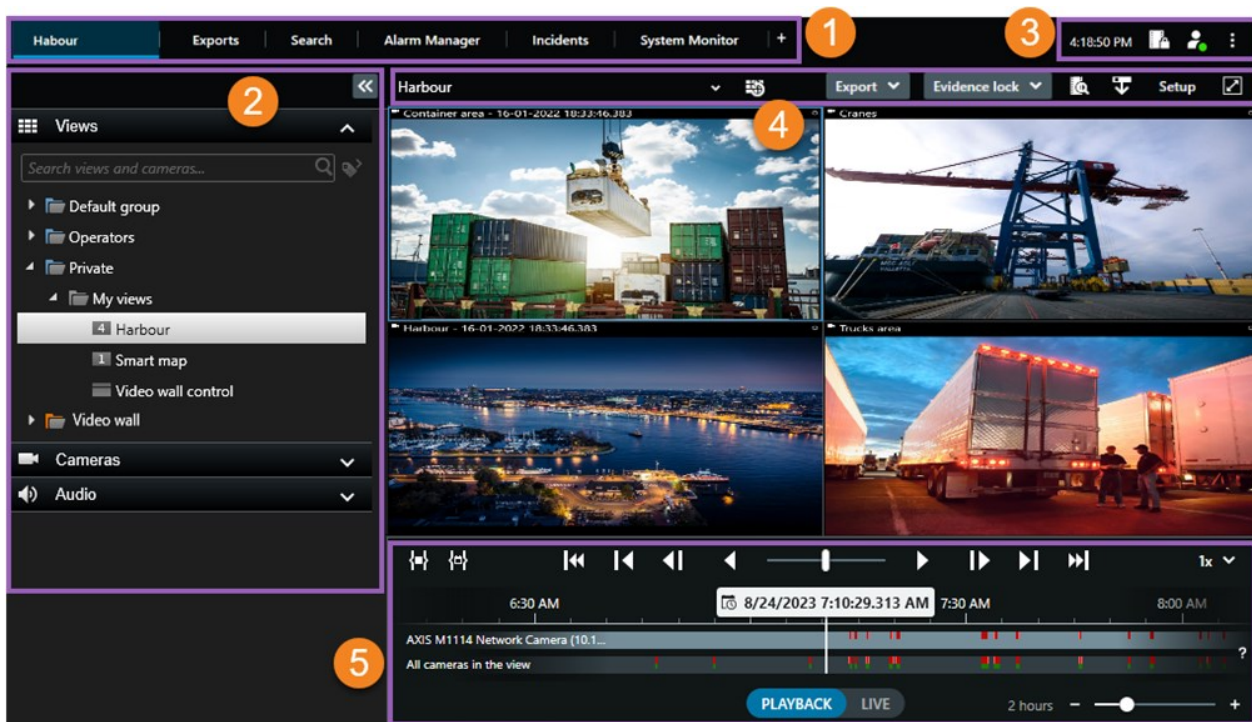 Habour
Exports
Search
Alarm Manager
Incidents
System Monitor
+
1
3
4:18:50 PM
2
Harbour
Export
Evidence lock
Setup
4
Views
Search views and cameras...
Default group
Operators
Private
My views
4 Harbour
1 Smart map
Video wall control
Video wall
Cameras
Audio
Container area - 16-01-2022 18:33:46.383
Cranes
Harbour - 16-01-2022 18:33:46.383
Trucks area
1x
6:30 AM
8/24/2023 7:10:29.313 AM
7:30 AM
8:00 AM
AXIS M1114 Network Camera (10.1...
All cameras in the view
?
5
PLAYBACK
LIVE
2 hours
-
+